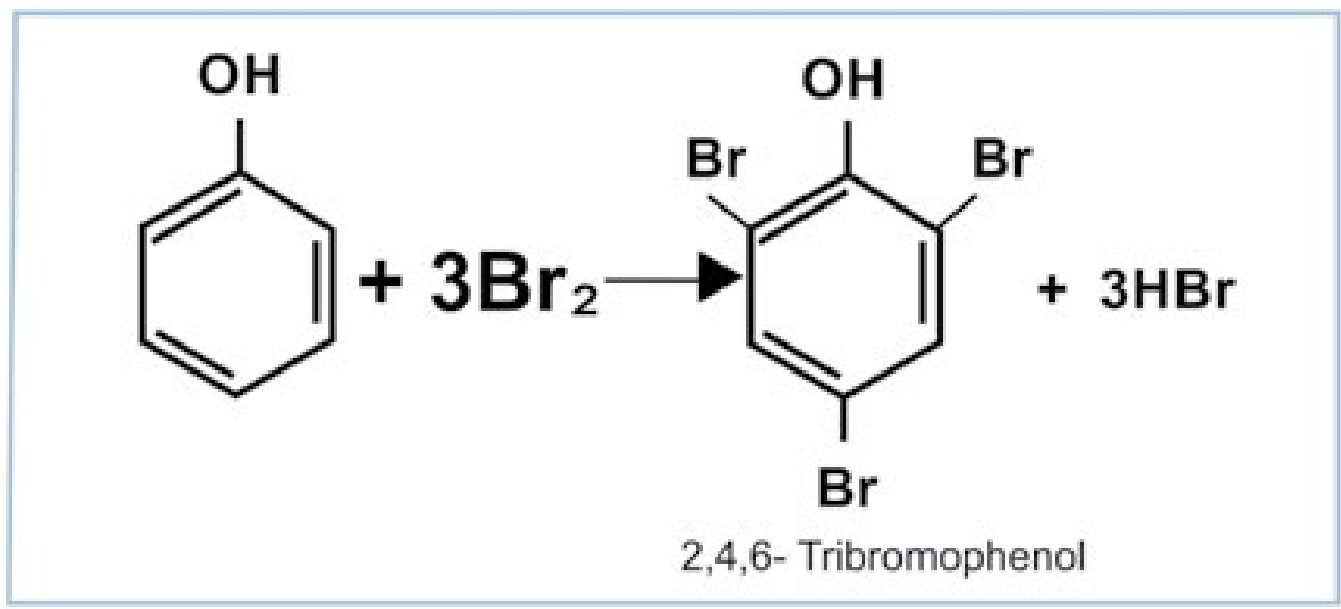 OH
OH
Br
Br
+ 3Br₂
+ 3HBr
Br
2,4,6- Tribromophenol